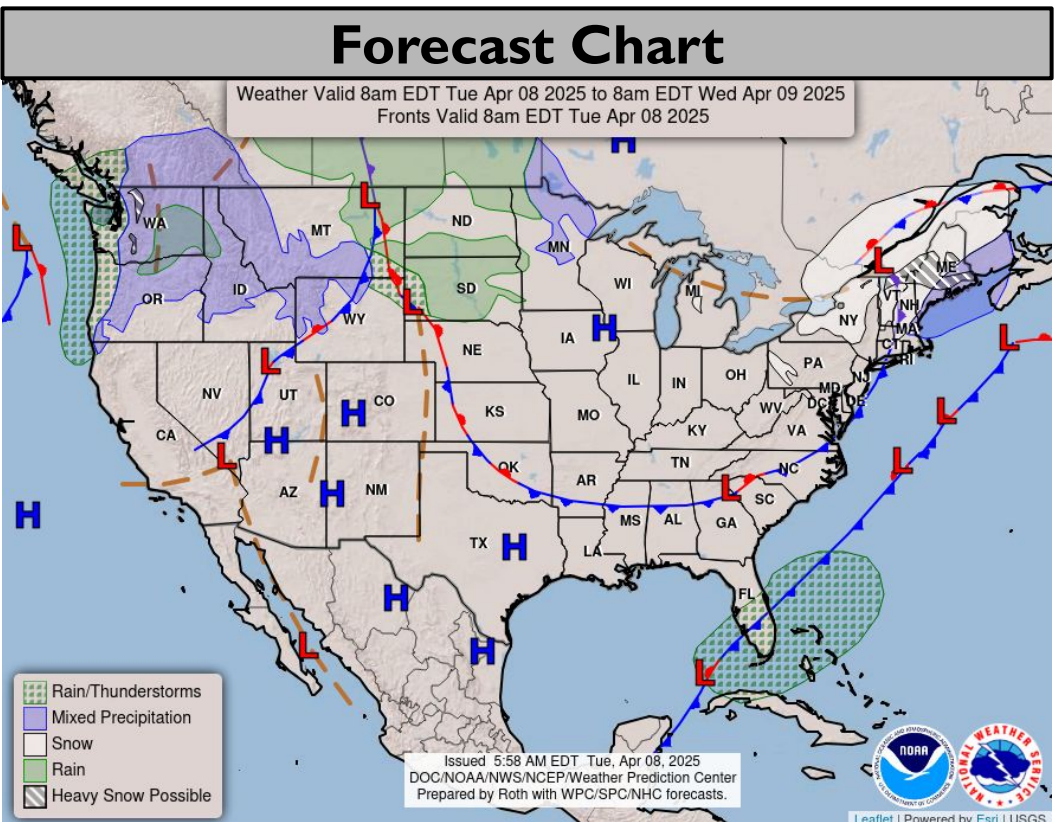 Forecast Chart
Weather Valid 8am EDT Tue Apr 08 2025 to 8am EDT Wed Apr 09 2025
Fronts Valid 8am EDT Tue Apr 08 2025
H
L
WA
MT
ND
MN
L
OR
ID
WY
SD
L
WI
MI
ME
L
VT
NH
NY
MA
CT
RI
IA
H
NE
L
NV
UT
CO
H
IL
IN
OH
PA
NJ
MD
DE
DC
L
CA
H
KS
MO
KY
WV
VA
L
L
L
AZ
H
NM
OK
AR
TN
NC
L
SC
H
TX
H
LA
MS
AL
GA
FL
H
L
H
L
Rain/Thunderstorms
Mixed Precipitation
Snow
Rain
Heavy Snow Possible
Issued 5:58 AM EDT Tue, Apr 08, 2025
DOC/NOAA/NWS/NCEP/Weather Prediction Center
Prepared by Roth with WPC/SPC/NHC forecasts.
NOAA
NATIONAL WEATHER SERVICE
Leaflet | Powered by Esri | USGS